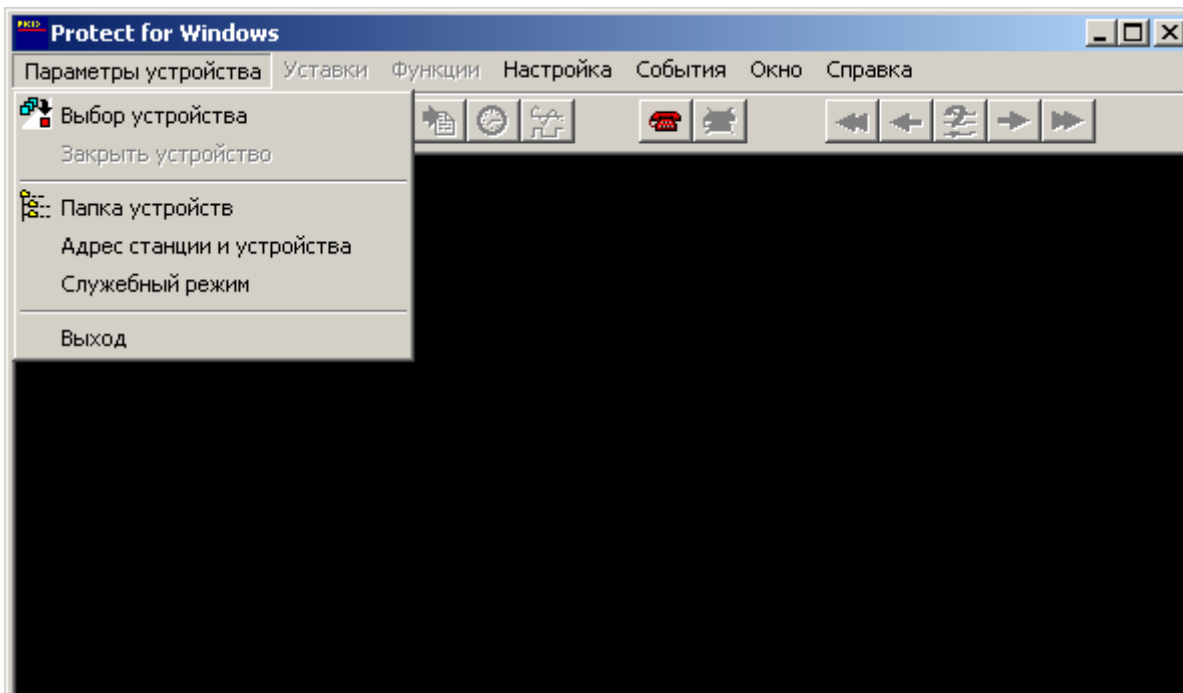 Protect for Windows
Параметры устройства Уставки Функции Настройка События Окно Справка
Выбор устройства
Закрыть устройство
Папка устройств
Адрес станции и устройства
Служебный режим
Выход